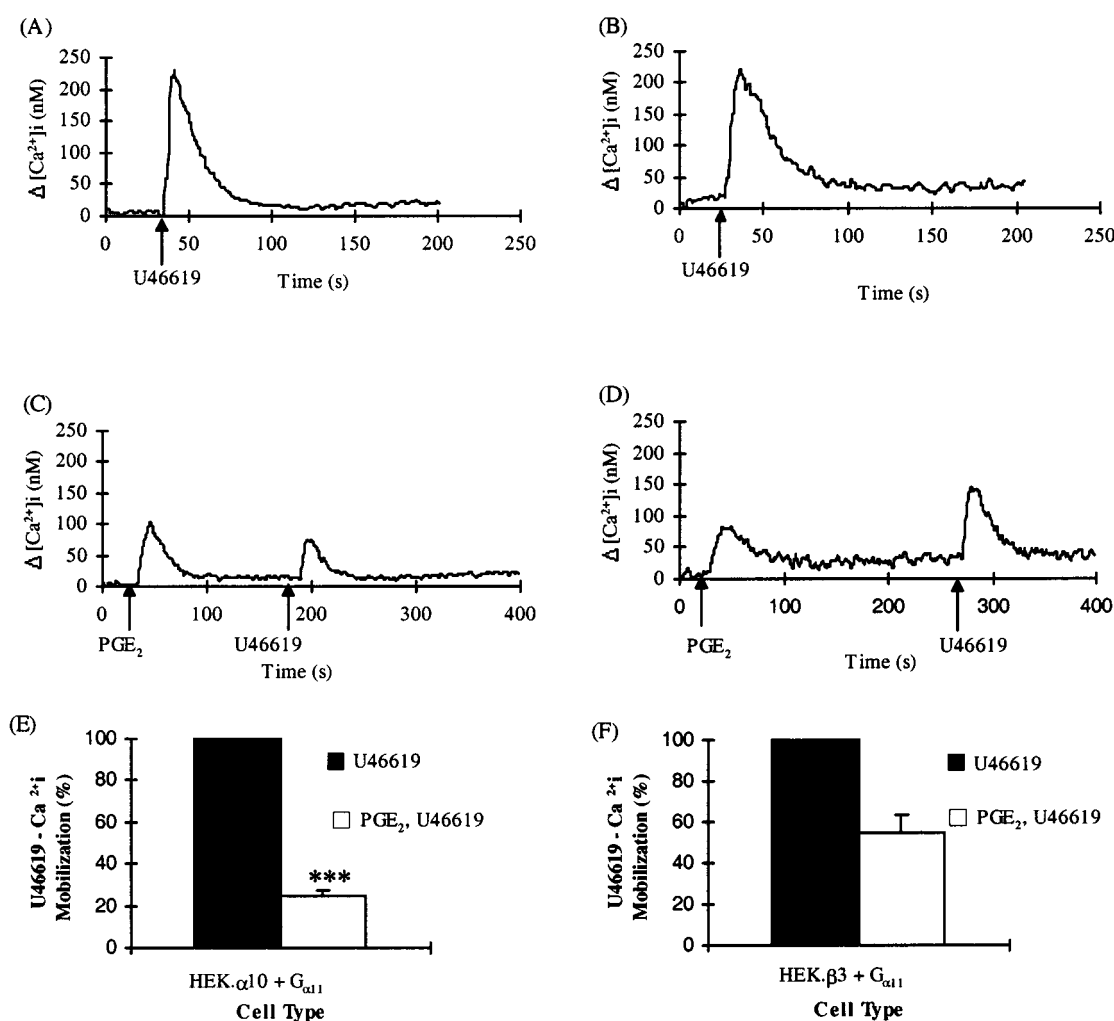 (A)
Δ [Ca²⁺]i (nM)
250
200
150
100
50
0
0 50 100 150 200 250
U46619
Time (s)
(B)
Δ [Ca²⁺]i (nM)
250
200
150
100
50
0
0 50 100 150 200 250
U46619
Time (s)
(C)
Δ [Ca²⁺]i (nM)
250
200
150
100
50
0
0 100 200 300 400
PGE₂ U46619
Time (s)
(D)
Δ [Ca²⁺]i (nM)
250
200
150
100
50
0
0 100 200 300 400
PGE₂ U46619
Time (s)
(E)
U46619 - Ca ²⁺i
Mobilization (%)
100
80
60
40
20
0
U46619
PGE₂, U46619
***
HEK.α10 + Gα11
Cell Type
(F)
U46619 - Ca ²⁺i
Mobilization (%)
100
80
60
40
20
0
U46619
PGE₂, U46619
HEK.β3 + Gα11
Cell Type